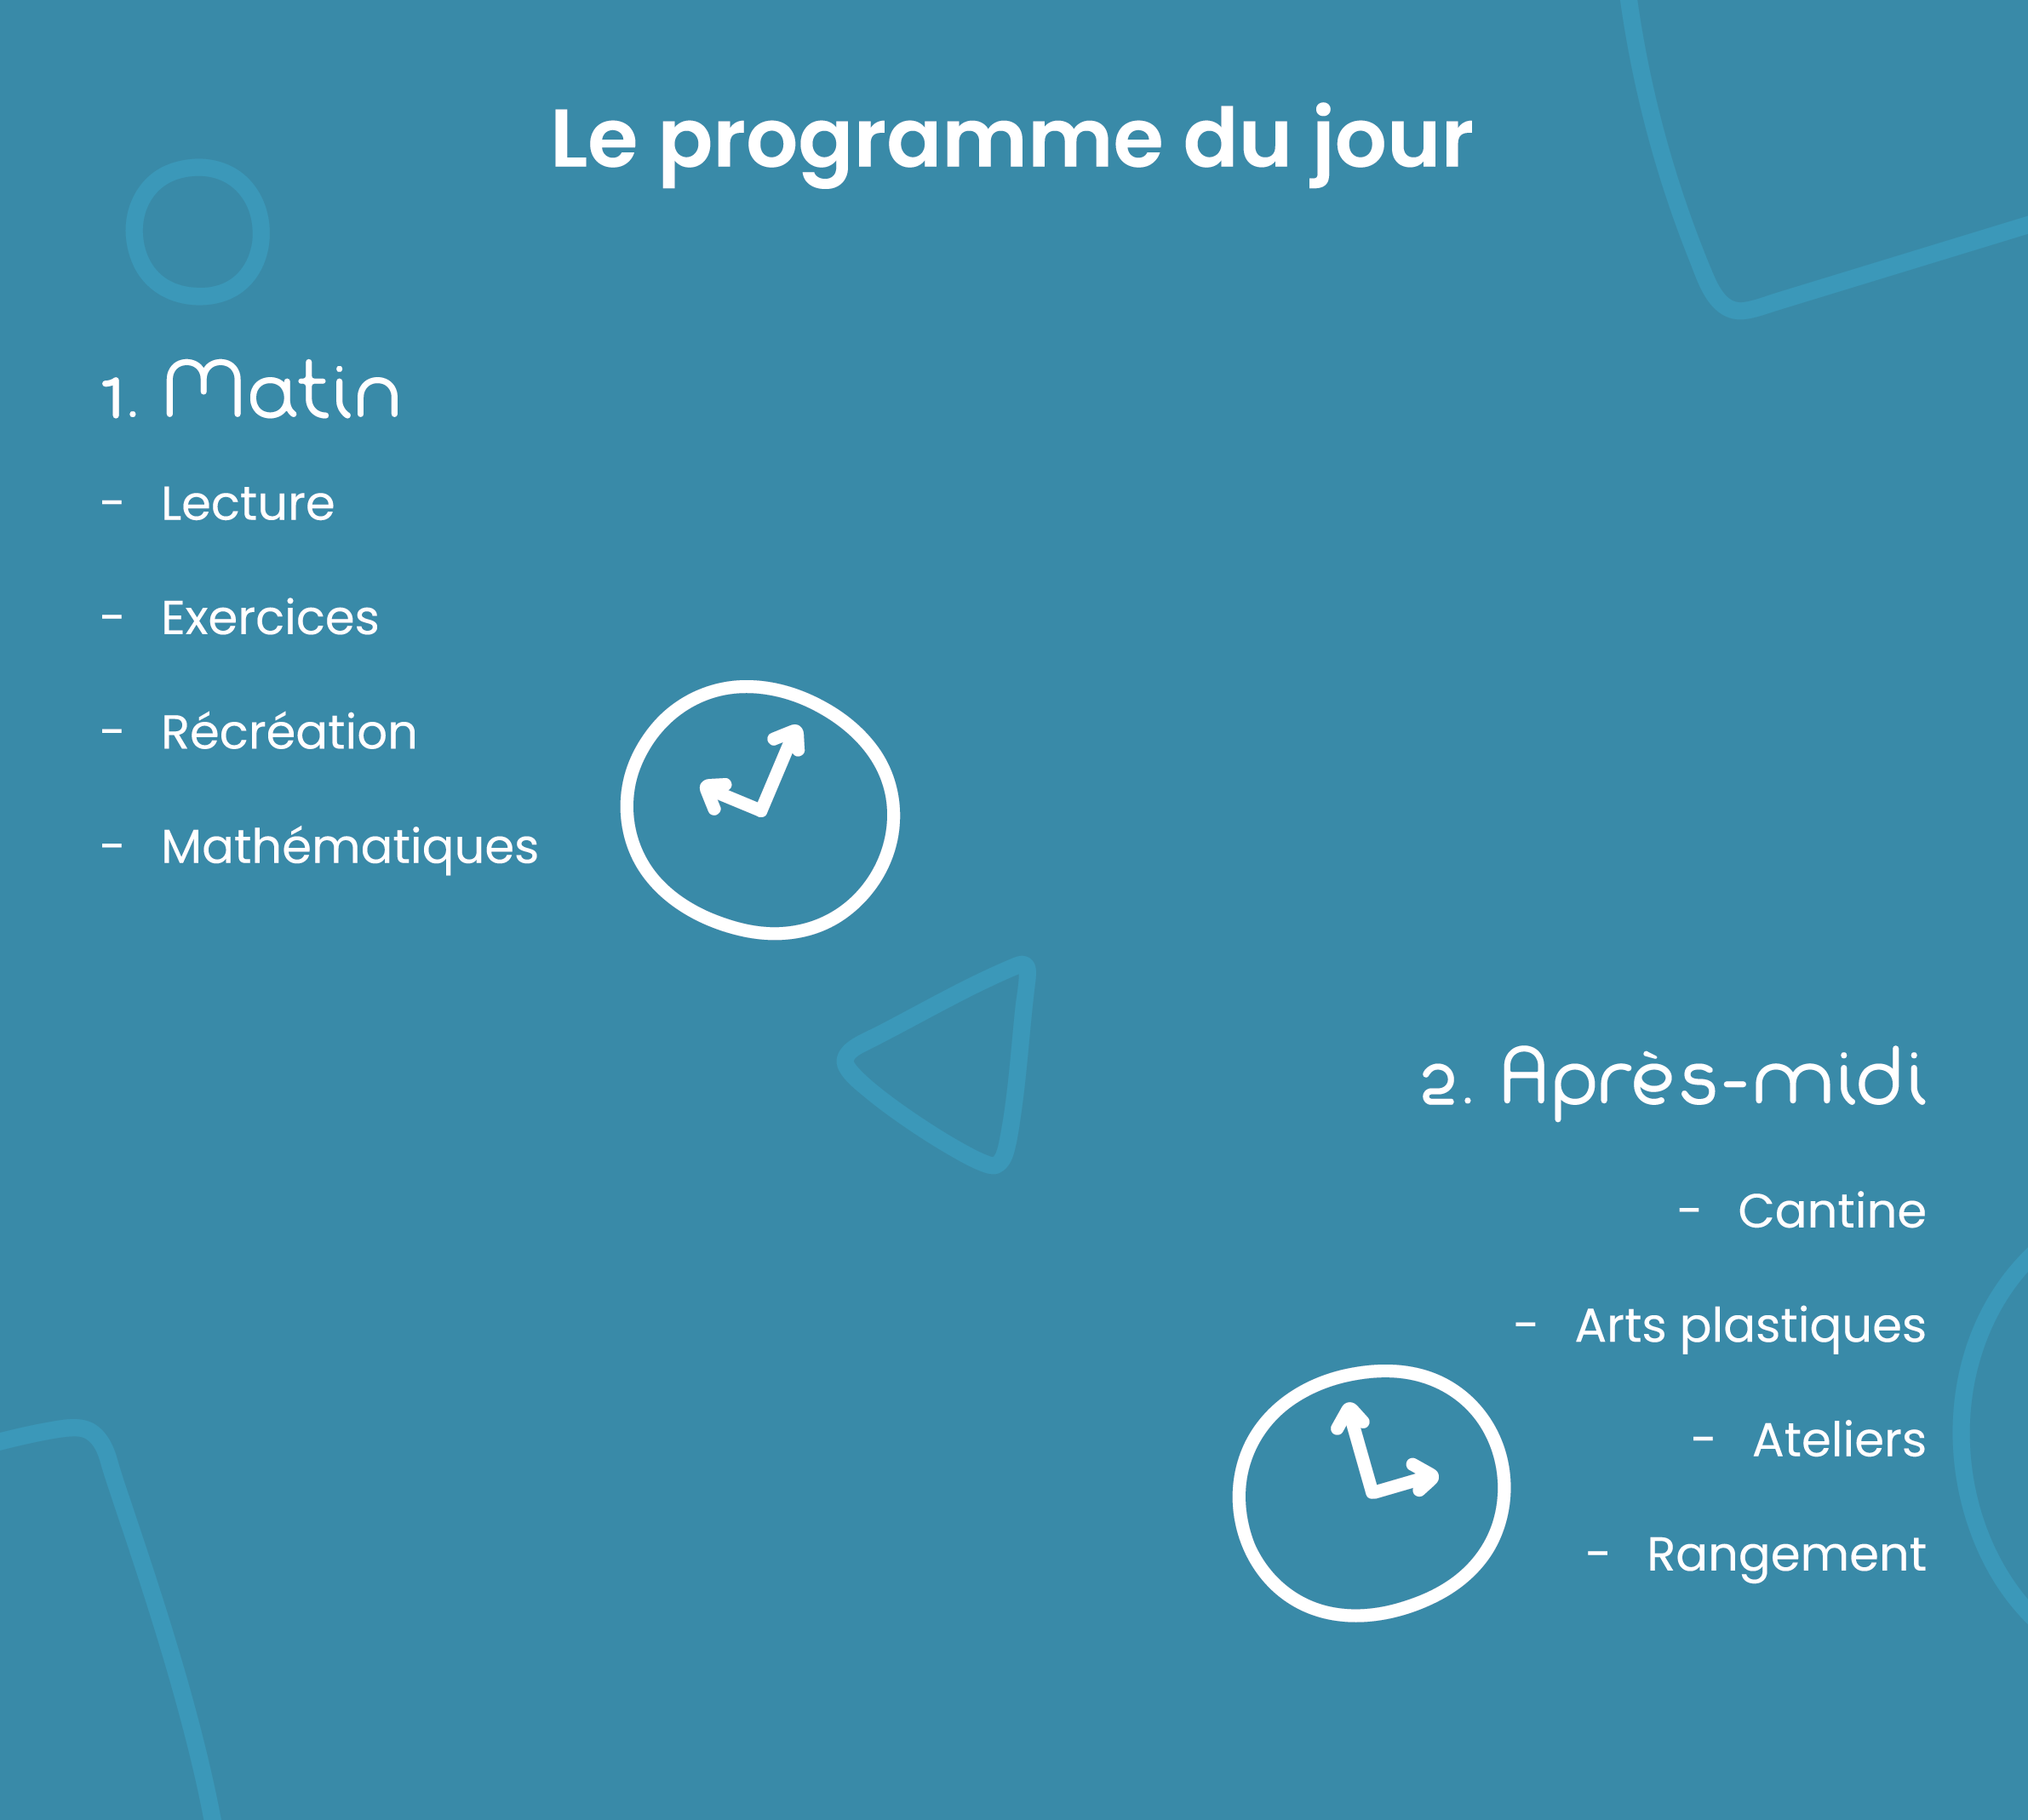 Le programme du jour
1. Matin
- Lecture
- Exercices
- Récréation
- Mathématiques
2. Après-midi
- Cantine
- Arts plastiques
- Ateliers
- Rangement